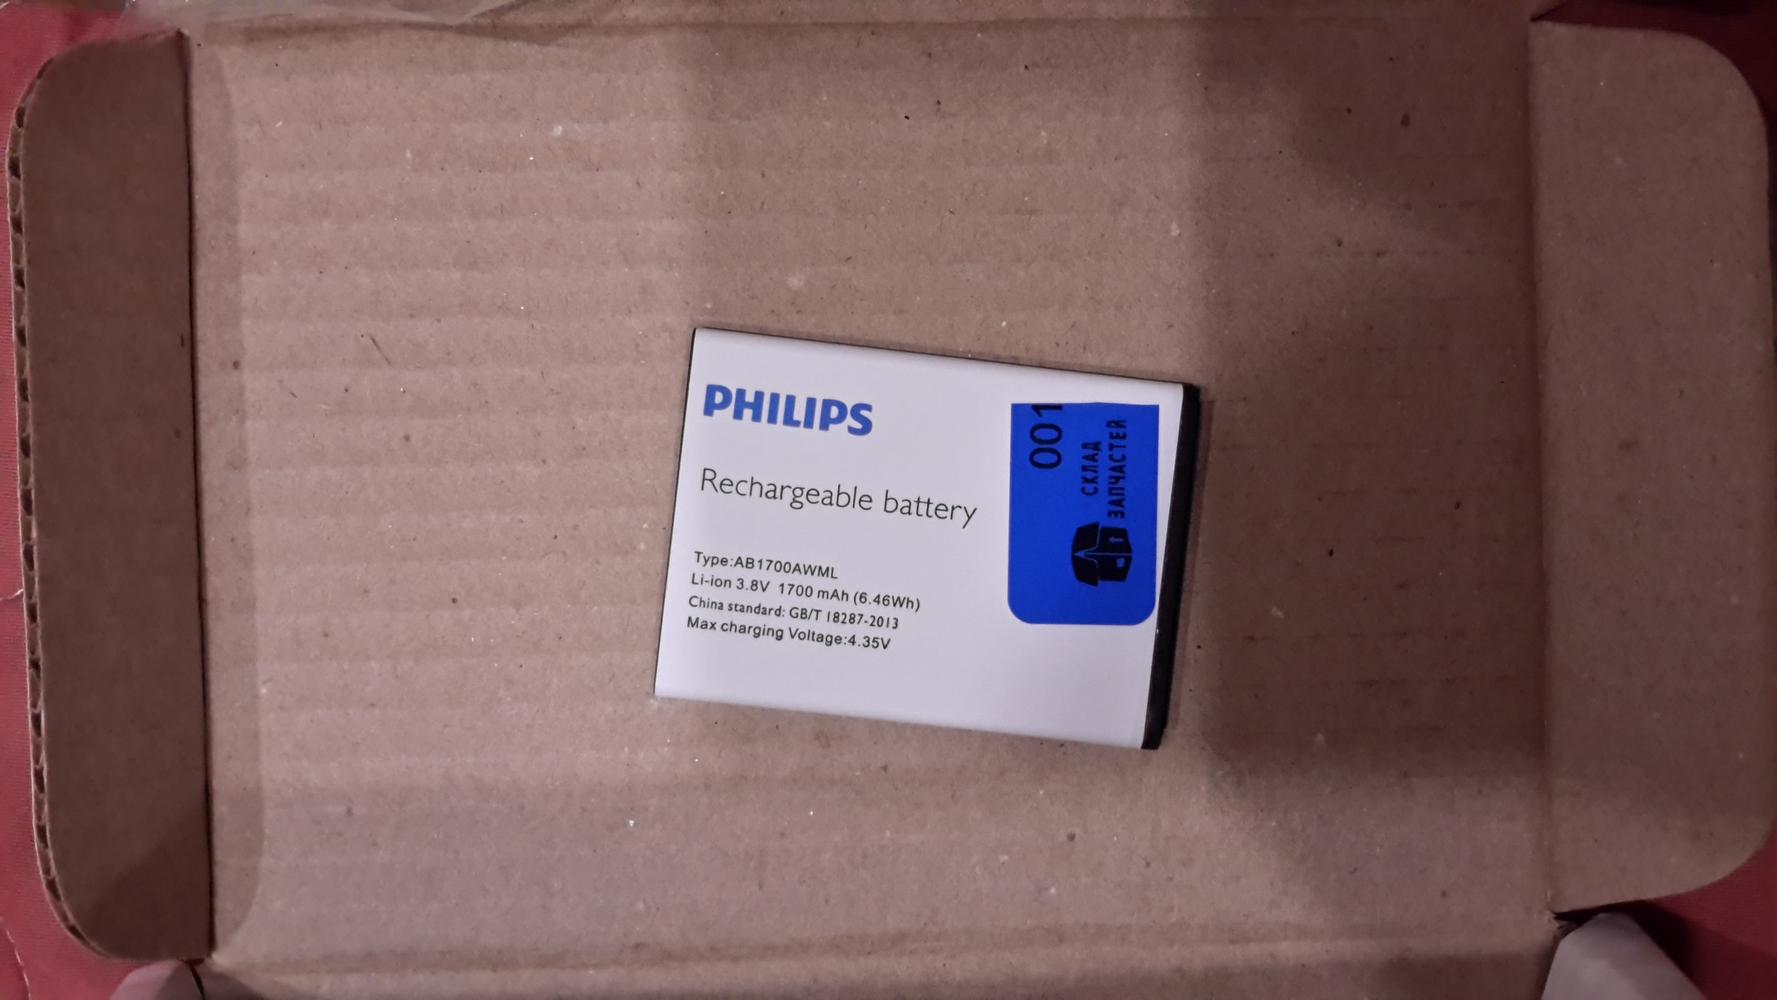 PHILIPS
Rechargeable battery
Type:AB1700AWML
Li-ion 3.8V 1700 mAh (6.46Wh)
China standard: GB/T 18287-2013
Max charging Voltage:4.35V
001
СКЛАД
ЗАПЧАСТЕЙ